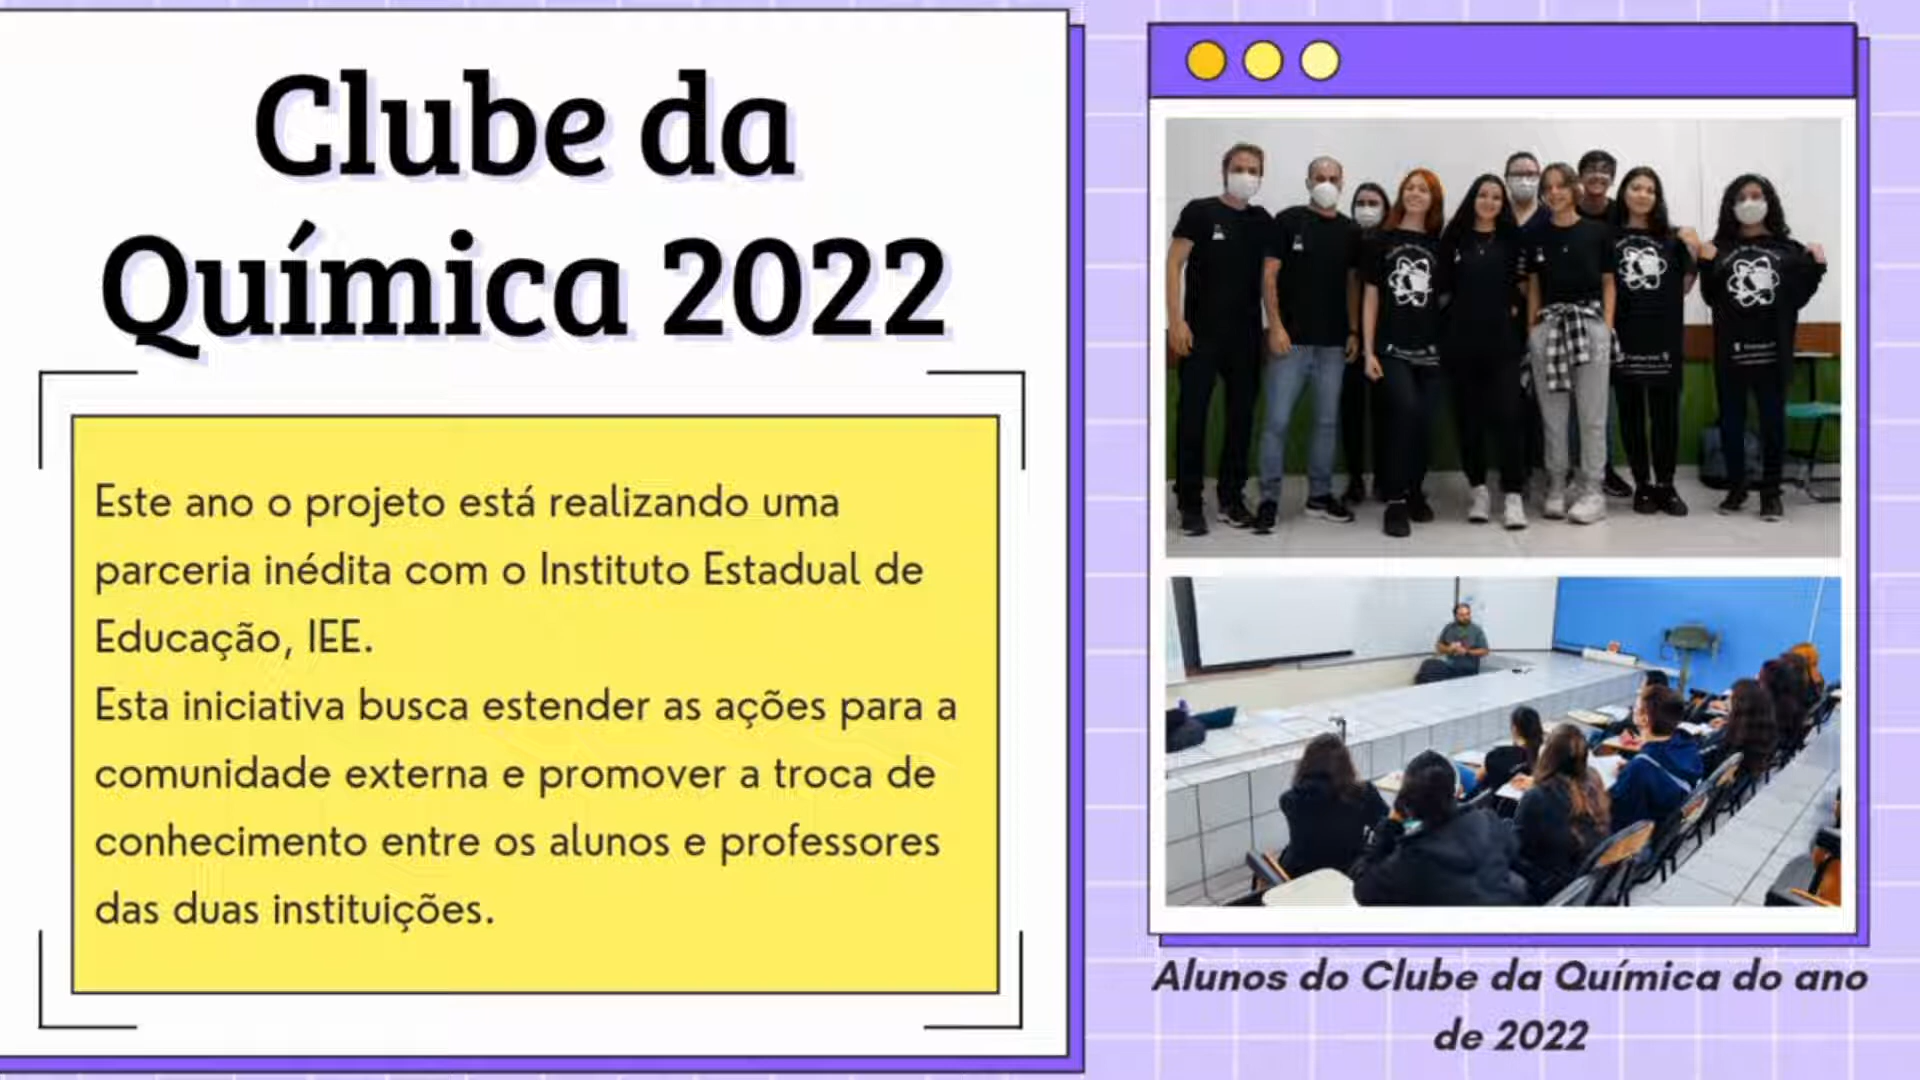 Clube da
Química 2022
Este ano o projeto está realizando uma
parceria inédita com o Instituto Estadual de
Educação, IEE.
Esta iniciativa busca estender as ações para a
comunidade externa e promover a troca de
conhecimento entre os alunos e professores
das duas instituições.
Alunos do Clube da Química do ano
de 2022